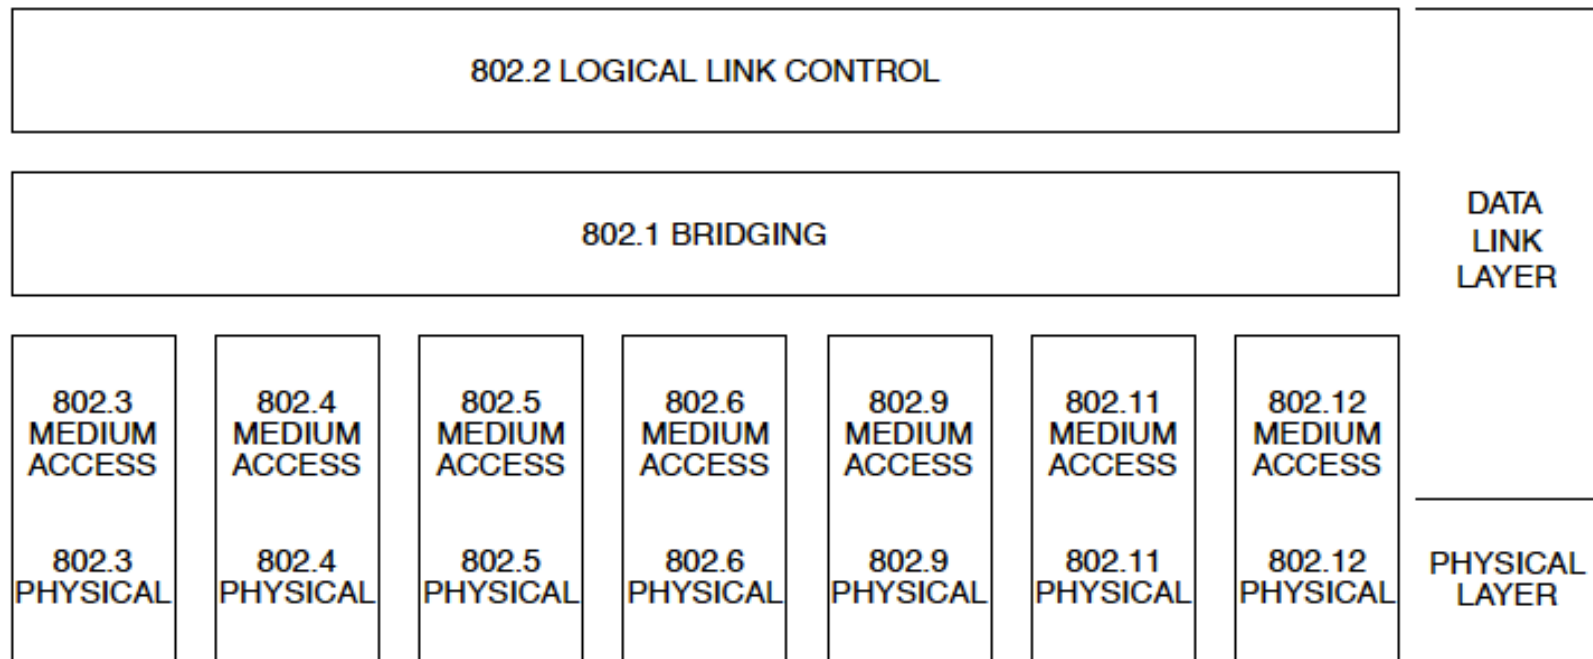 802.2 LOGICAL LINK CONTROL
802.1 BRIDGING
DATA
LINK
LAYER
802.3
MEDIUM
ACCESS
802.3
PHYSICAL
802.4
MEDIUM
ACCESS
802.4
PHYSICAL
802.5
MEDIUM
ACCESS
802.5
PHYSICAL
802.6
MEDIUM
ACCESS
802.6
PHYSICAL
802.9
MEDIUM
ACCESS
802.9
PHYSICAL
802.11
MEDIUM
ACCESS
802.11
PHYSICAL
802.12
MEDIUM
ACCESS
802.12
PHYSICAL
PHYSICAL
LAYER